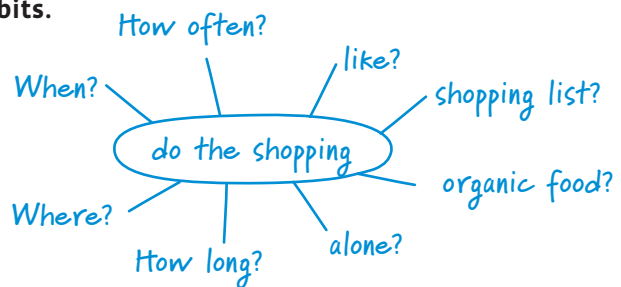 bits.
How often?
like?
When?
shopping list?
do the shopping
organic food?
Where?
alone?
How long?